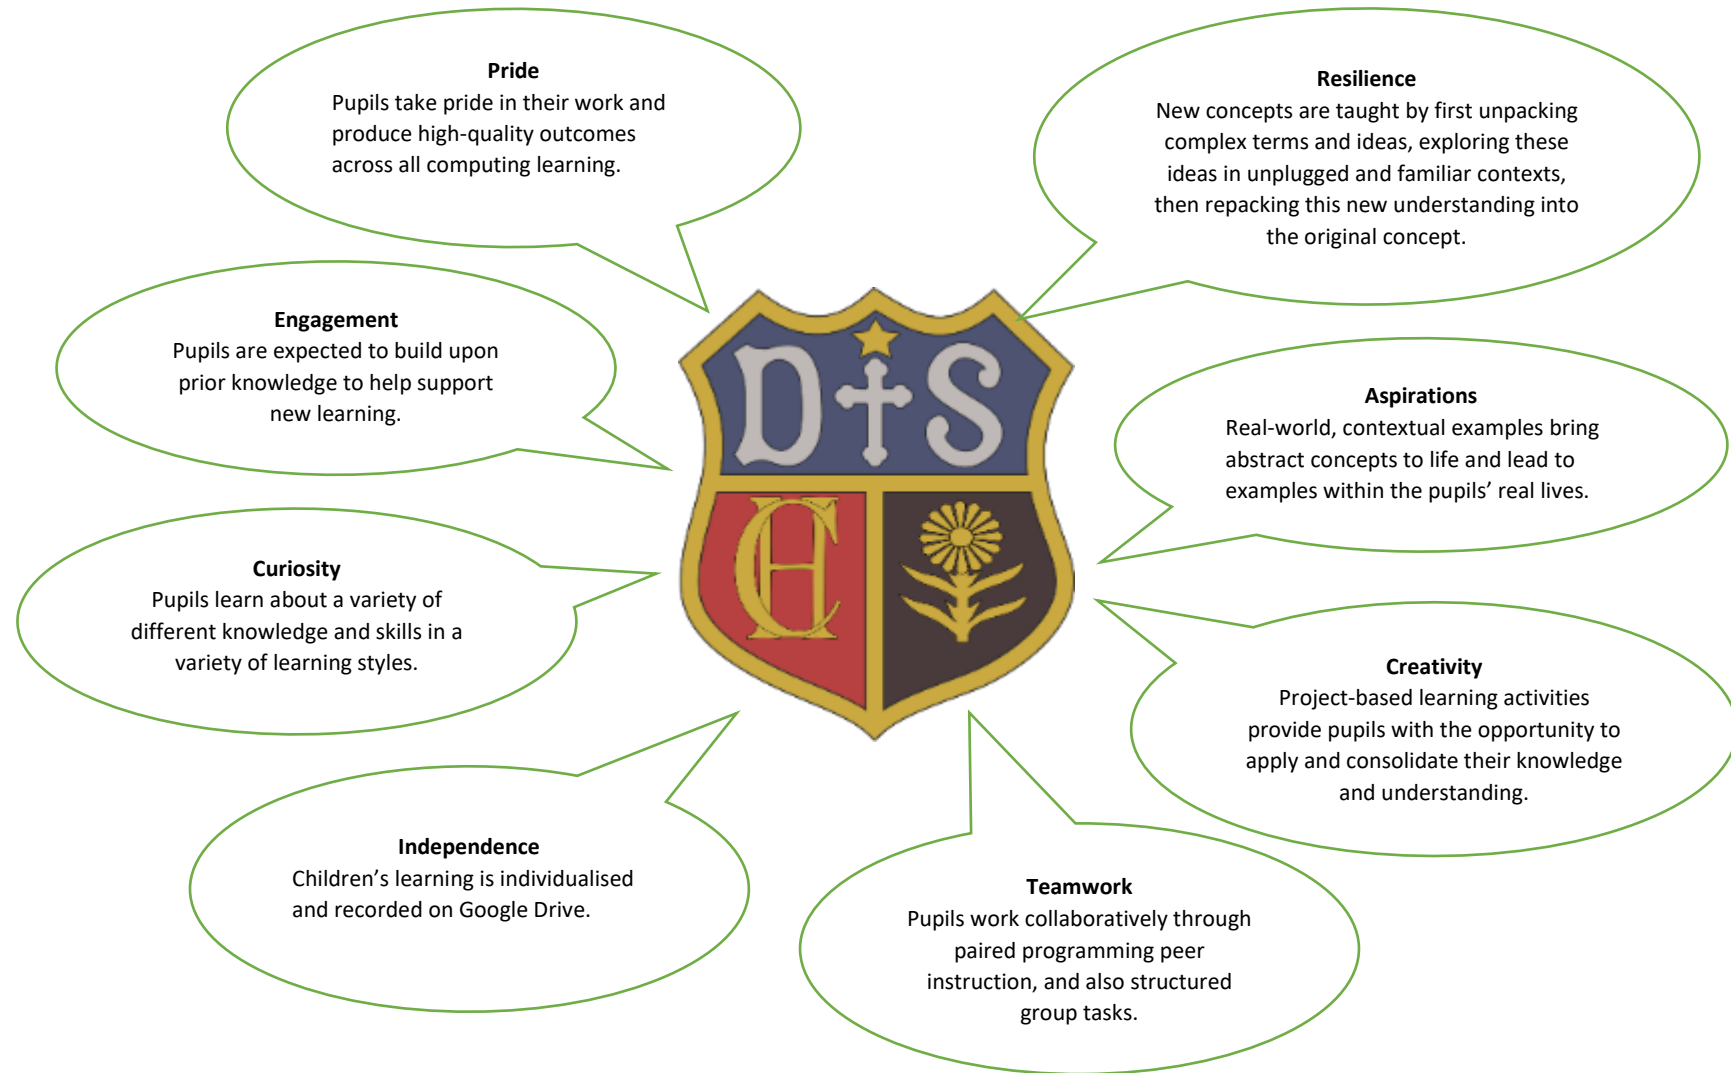 Pride
Pupils take pride in their work and
produce high-quality outcomes
across all computing learning.
Resilience
New concepts are taught by first unpacking
complex terms and ideas, exploring these
ideas in unplugged and familiar contexts,
then repacking this new understanding into
the original concept.
Engagement
Pupils are expected to build upon
prior knowledge to help support
new learning.
D S
CH
Aspirations
Real-world, contextual examples bring
abstract concepts to life and lead to
examples within the pupils’ real lives.
Curiosity
Pupils learn about a variety of
different knowledge and skills in a
variety of learning styles.
Creativity
Project-based learning activities
provide pupils with the opportunity to
apply and consolidate their knowledge
and understanding.
Independence
Children’s learning is individualised
and recorded on Google Drive.
Teamwork
Pupils work collaboratively through
paired programming peer
instruction, and also structured
group tasks.